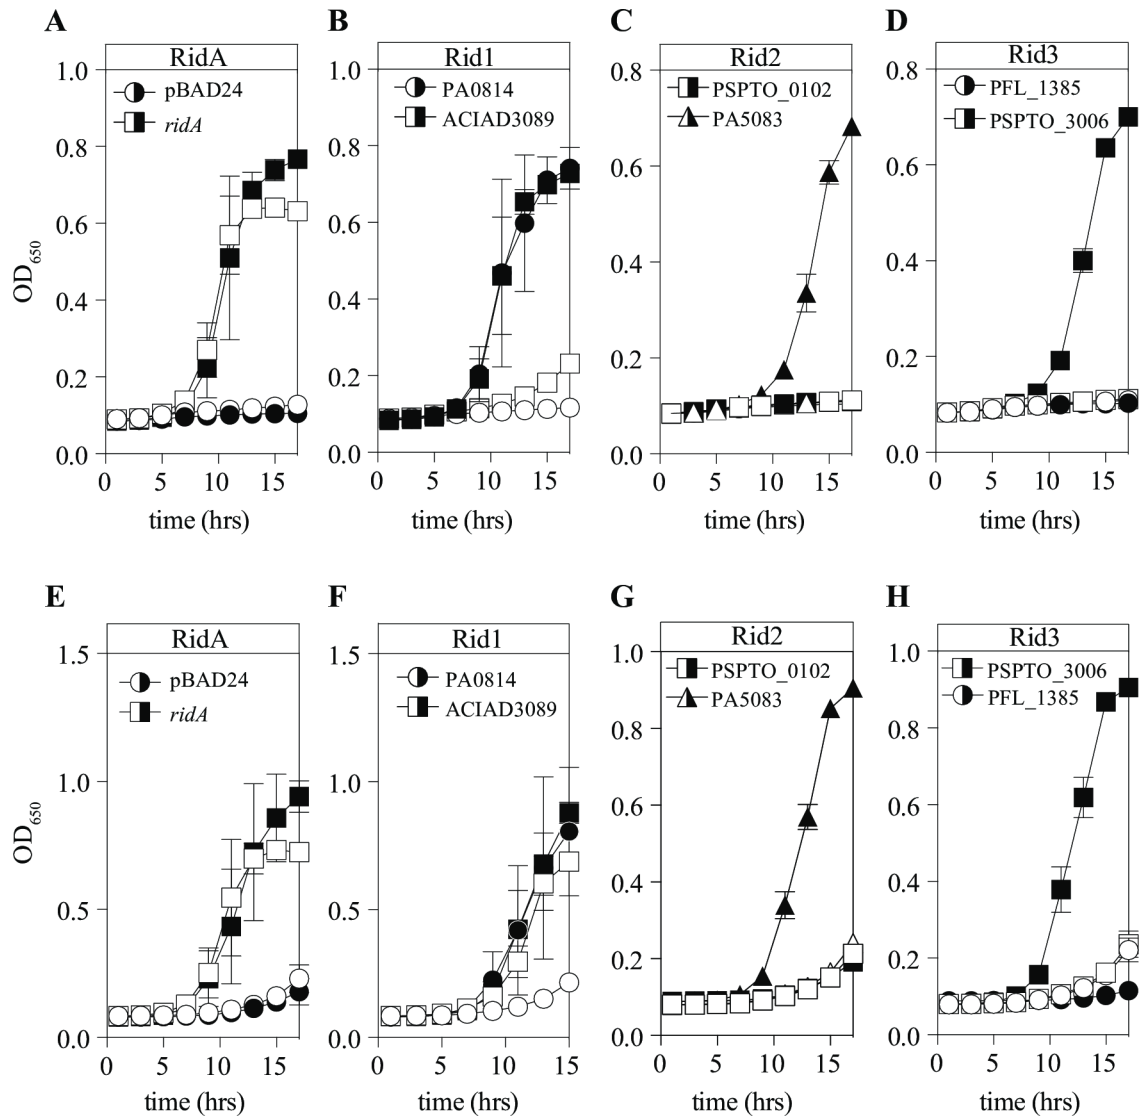 A
RidA
pBAD24
ridA
1.0
0.8
0.6
0.4
0.2
0.0
OD650
0
5
10
15
time (hrs)
B
Rid1
PA0814
ACIAD3089
1.0
0.8
0.6
0.4
0.2
0.0
0
5
10
15
time (hrs)
C
Rid2
PSPTO_0102
PA5083
0.8
0.6
0.4
0.2
0.0
0
5
10
15
time (hrs)
D
Rid3
PFL_1385
PSPTO_3006
0.8
0.6
0.4
0.2
0.0
0
5
10
15
time (hrs)
E
RidA
pBAD24
ridA
1.5
1.0
0.5
0.0
OD650
0
5
10
15
time (hrs)
F
Rid1
PA0814
ACIAD3089
1.5
1.0
0.5
0.0
0
5
10
15
time (hrs)
G
Rid2
PSPTO_0102
PA5083
1.0
0.8
0.6
0.4
0.2
0.0
0
5
10
15
time (hrs)
H
Rid3
PSPTO_3006
PFL_1385
1.0
0.8
0.6
0.4
0.2
0.0
0
5
10
15
time (hrs)